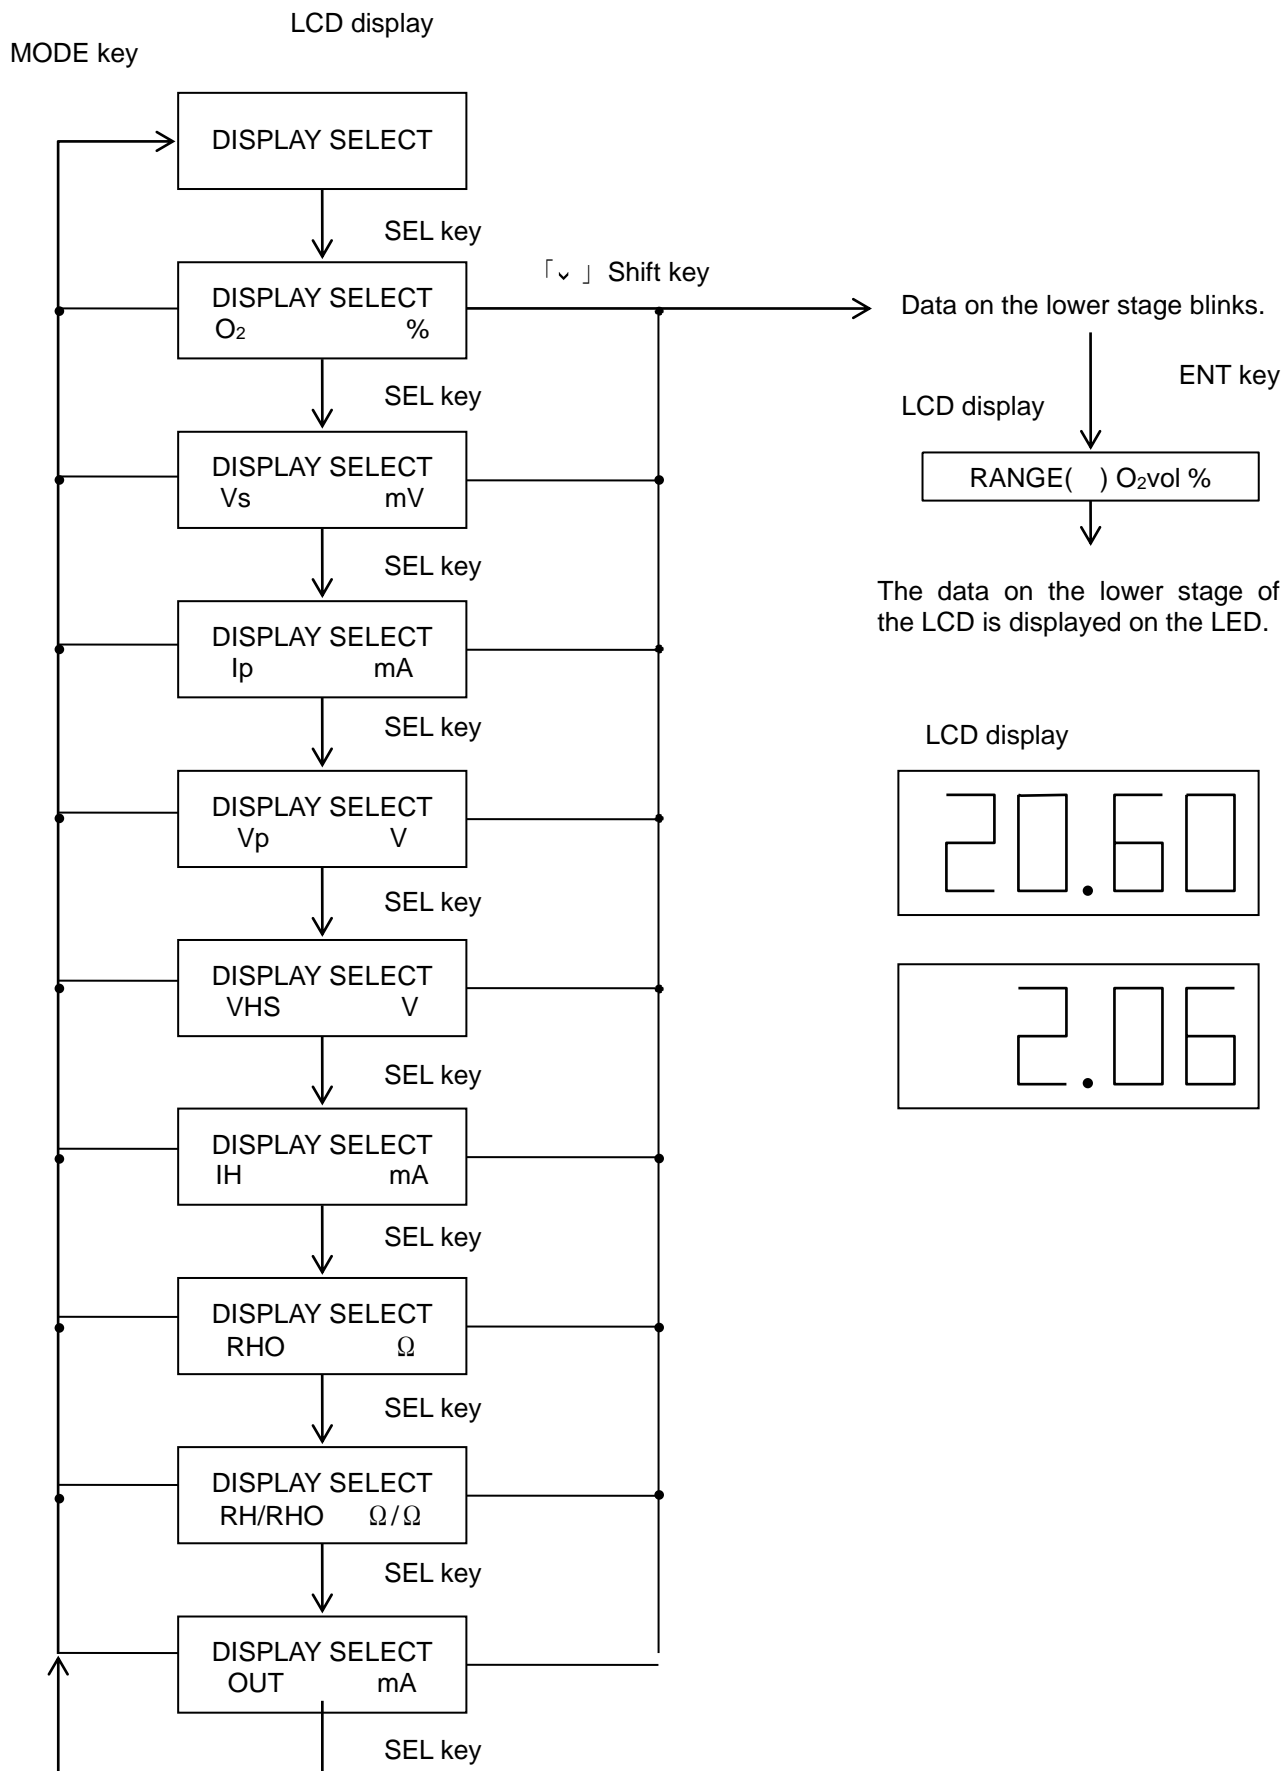 LCD display
MODE key
DISPLAY SELECT
SEL key
DISPLAY SELECT
O₂ %
「⌄」Shift key
Data on the lower stage blinks.
SEL key
ENT key
LCD display
DISPLAY SELECT
Vs mV
RANGE( ) O₂vol %
SEL key
The data on the lower stage of
the LCD is displayed on the LED.
DISPLAY SELECT
Ip mA
SEL key
LCD display
DISPLAY SELECT
Vp V
20.60
SEL key
DISPLAY SELECT
VHS V
2.06
SEL key
DISPLAY SELECT
IH mA
SEL key
DISPLAY SELECT
RHO Ω
SEL key
DISPLAY SELECT
RH/RHO Ω/Ω
SEL key
DISPLAY SELECT
OUT mA
SEL key